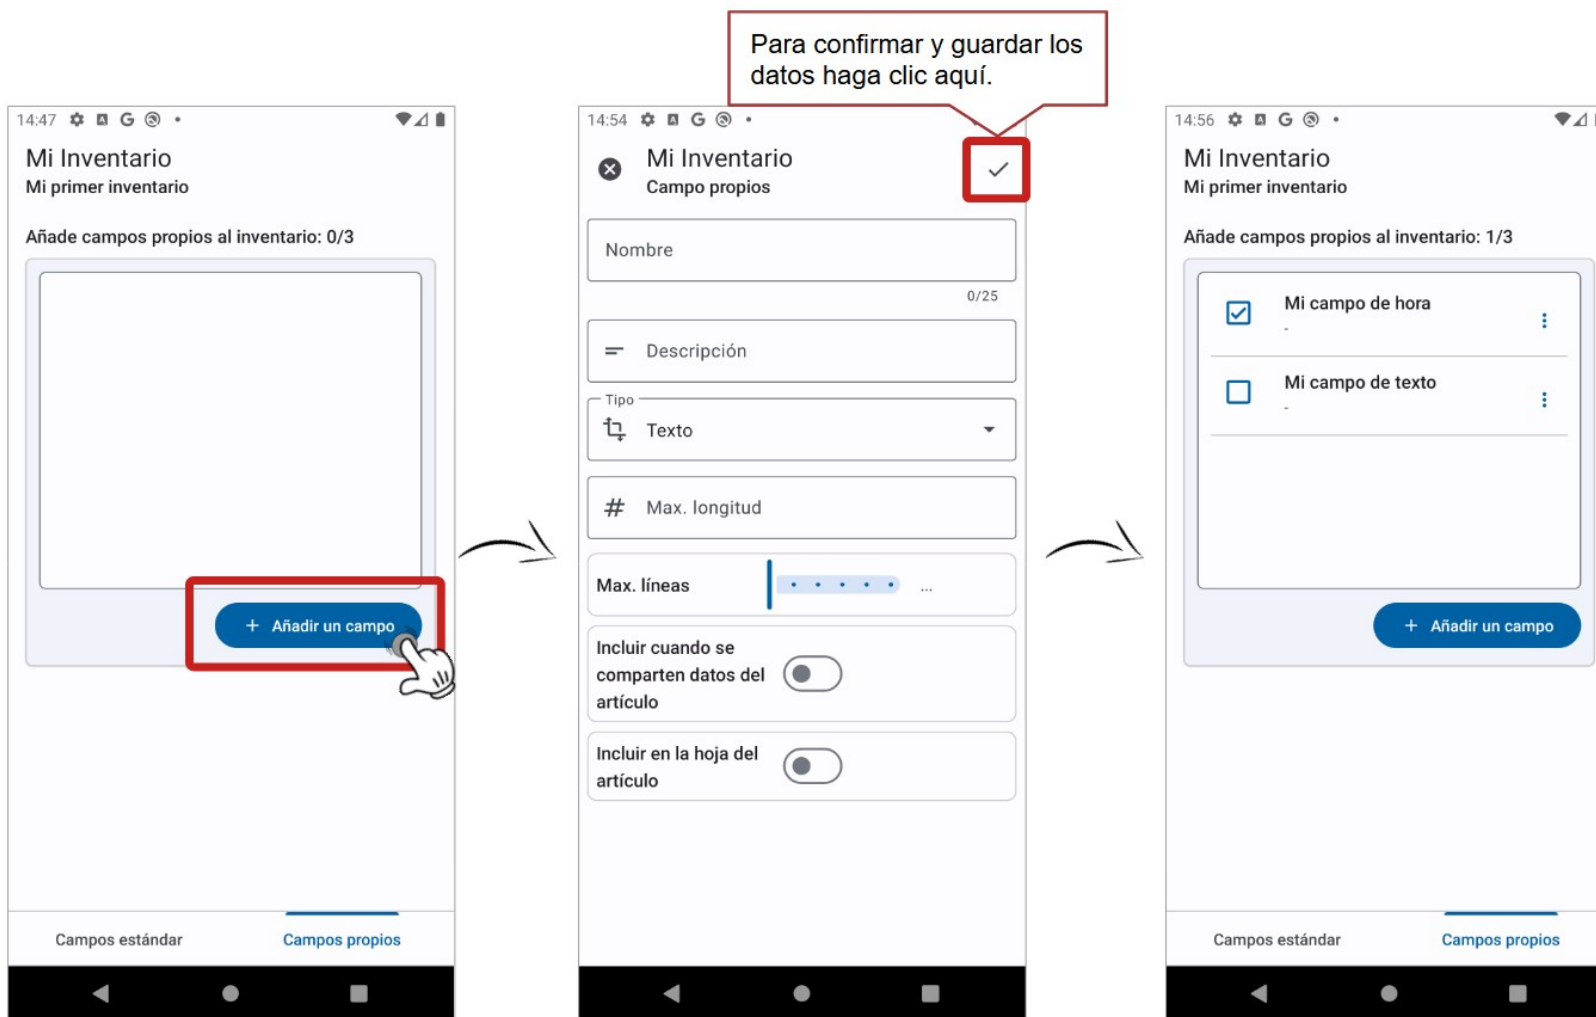 Para confirmar y guardar los
datos haga clic aquí.
14:47
Mi Inventario
Mi primer inventario
Añade campos propios al inventario: 0/3
+ Añadir un campo
Campos estándar
Campos propios
14:54
Mi Inventario
Campo propios
Nombre
0/25
Descripción
Tipo
Texto
# Max. longitud
Max. líneas
...
Incluir cuando se
comparten datos del
artículo
Incluir en la hoja del
artículo
14:56
Mi Inventario
Mi primer inventario
Añade campos propios al inventario: 1/3
Mi campo de hora
-
Mi campo de texto
-
+ Añadir un campo
Campos estándar
Campos propios